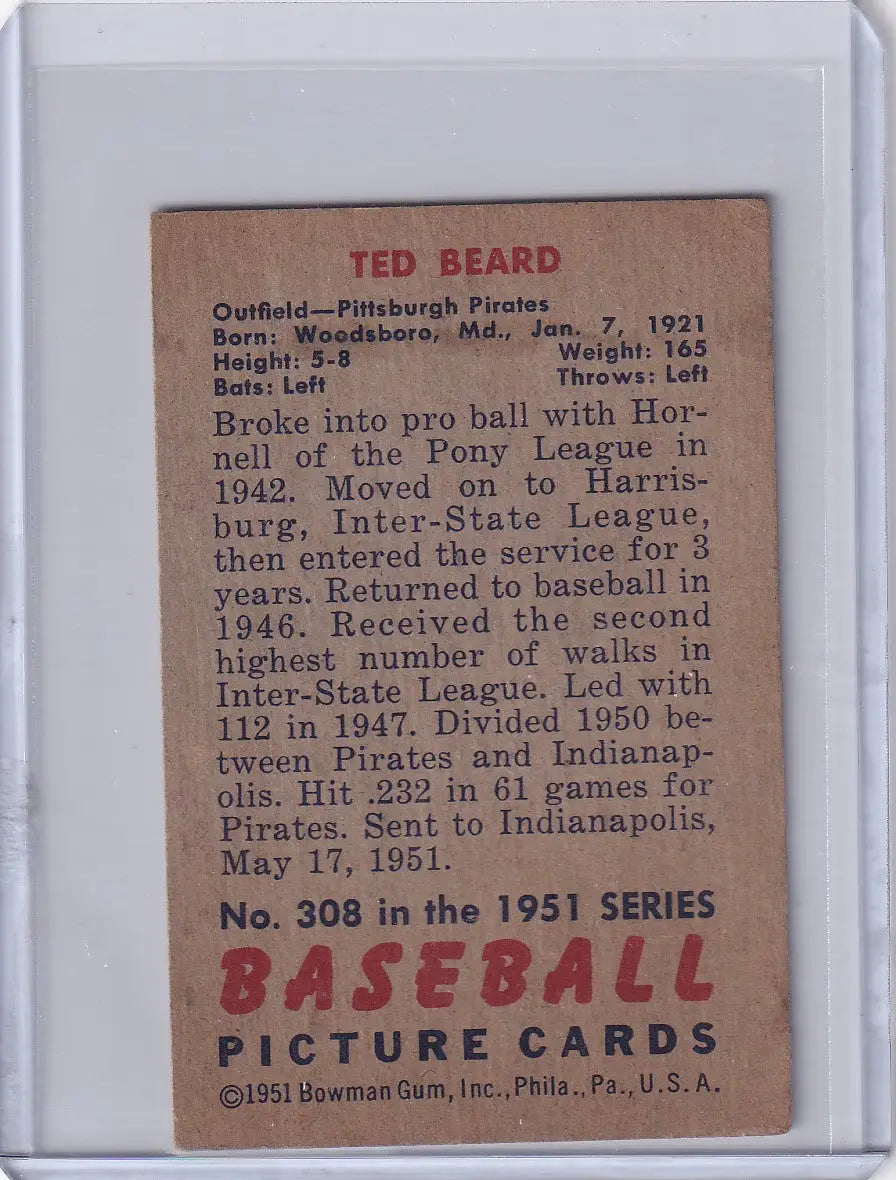 TED BEARD
Outfield—Pittsburgh Pirates
Born: Woodsboro, Md., Jan. 7, 1921
Height: 5-8 Weight: 165
Bats: Left Throws: Left
Broke into pro ball with Hor-
nell of the Pony League in
1942. Moved on to Harris-
burg, Inter-State League,
then entered the service for 3
years. Returned to baseball in
1946. Received the second
highest number of walks in
Inter-State League. Led with
112 in 1947. Divided 1950 be-
tween Pirates and Indianap-
olis. Hit .232 in 61 games for
Pirates. Sent to Indianapolis,
May 17, 1951.
No. 308 in the 1951 SERIES
BASEBALL
PICTURE CARDS
©1951 Bowman Gum, Inc., Phila., Pa., U.S.A.